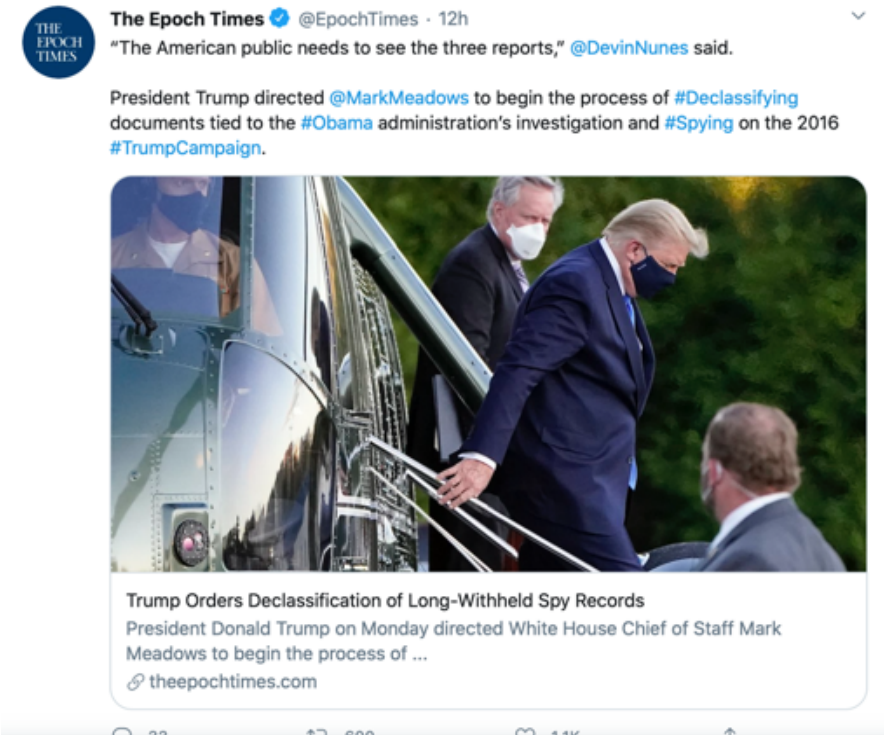 THE
EPOCH
TIMES
The Epoch Times @EpochTimes · 12h
“The American public needs to see the three reports,” @DevinNunes said.
President Trump directed @MarkMeadows to begin the process of #Declassifying
documents tied to the #Obama administration’s investigation and #Spying on the 2016
#TrumpCampaign.
Trump Orders Declassification of Long-Withheld Spy Records
President Donald Trump on Monday directed White House Chief of Staff Mark
Meadows to begin the process of ...
theepochtimes.com